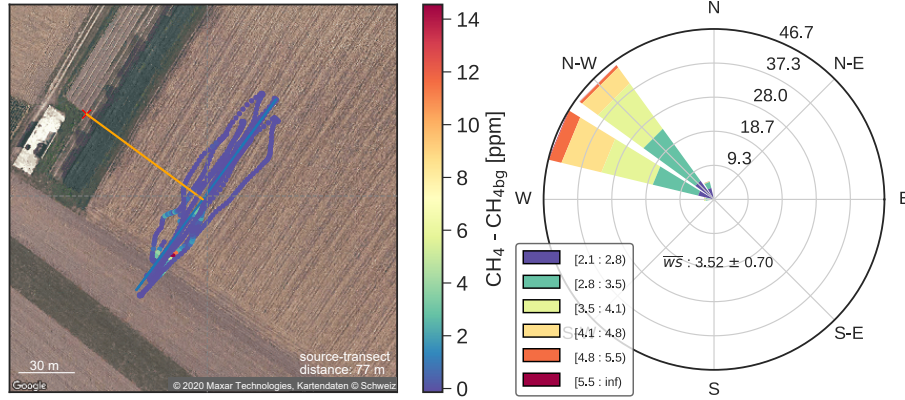 30 m
Google
source-transect
distance: 77 m
© 2020 Maxar Technologies, Kartendaten © Schweiz
14
12
10
8
6
4
2
0
CH₄ - CH₄bg [ppm]
N
N-E
E
S-E
S
W
N-W
46.7
37.3
28.0
18.7
9.3
ws : 3.52 ± 0.70
[2.1 : 2.8)
[2.8 : 3.5)
[3.5 : 4.1)
[4.1 : 4.8)
[4.8 : 5.5)
[5.5 : inf)